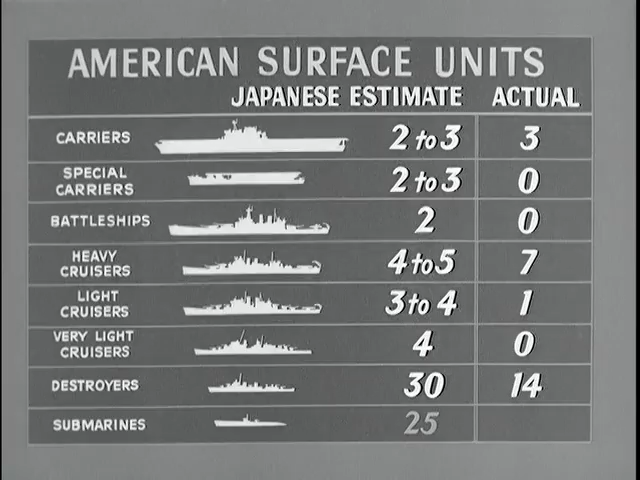 AMERICAN SURFACE UNITS
JAPANESE ESTIMATE ACTUAL
CARRIERS 2 to 3 3
SPECIAL
CARRIERS 2 to 3 0
BATTLESHIPS 2 0
HEAVY
CRUISERS 4 to 5 7
LIGHT
CRUISERS 3 to 4 1
VERY LIGHT
CRUISERS 4 0
DESTROYERS 30 14
SUBMARINES 25